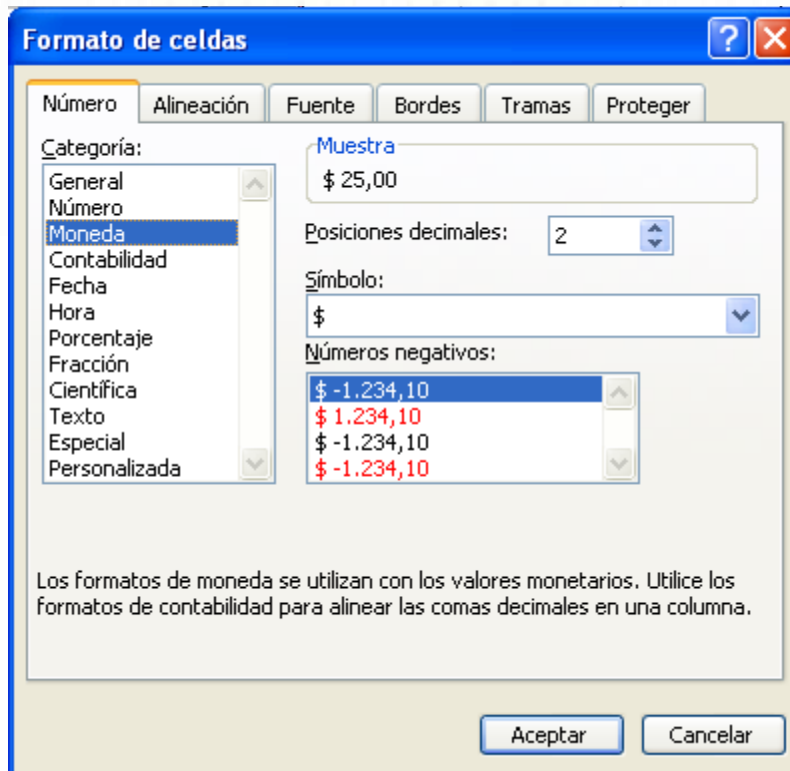 Formato de celdas
Número Alineación Fuente Bordes Tramas Proteger
Categoría:
General
Número
Moneda
Contabilidad
Fecha
Hora
Porcentaje
Fracción
Científica
Texto
Especial
Personalizada
Muestra
$ 25,00
Posiciones decimales: 2
Símbolo:
$
Números negativos:
$ -1.234,10
$ 1.234,10
$ -1.234,10
$ -1.234,10
Los formatos de moneda se utilizan con los valores monetarios. Utilice los
formatos de contabilidad para alinear las comas decimales en una columna.
Aceptar Cancelar